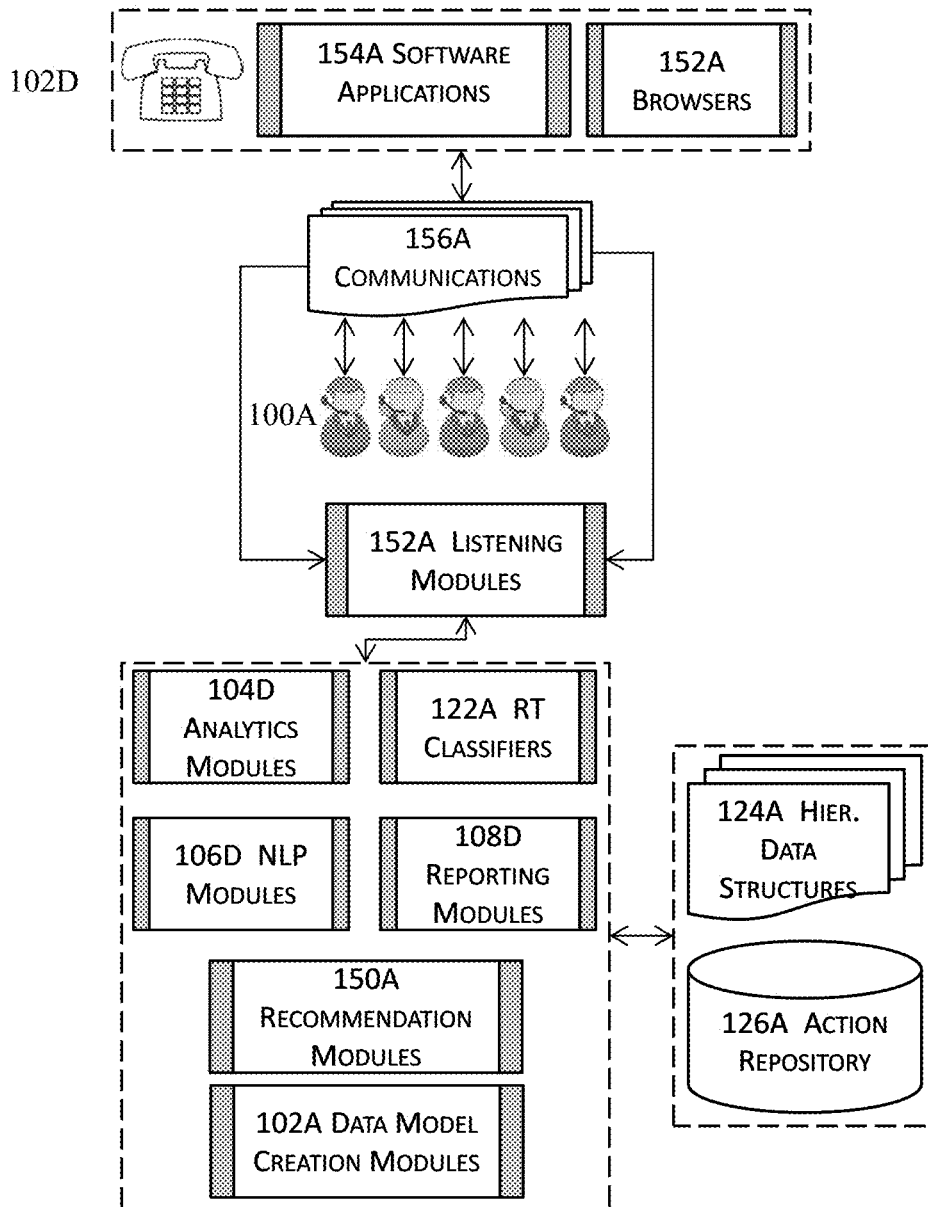 102D
154A SOFTWARE
APPLICATIONS
152A
BROWSERS
156A
COMMUNICATIONS
100A
152A LISTENING
MODULES
104D
ANALYTICS
MODULES
122A RT
CLASSIFIERS
106D NLP
MODULES
108D
REPORTING
MODULES
150A
RECOMMENDATION
MODULES
102A DATA MODEL
CREATION MODULES
124A HIER.
DATA
STRUCTURES
126A ACTION
REPOSITORY